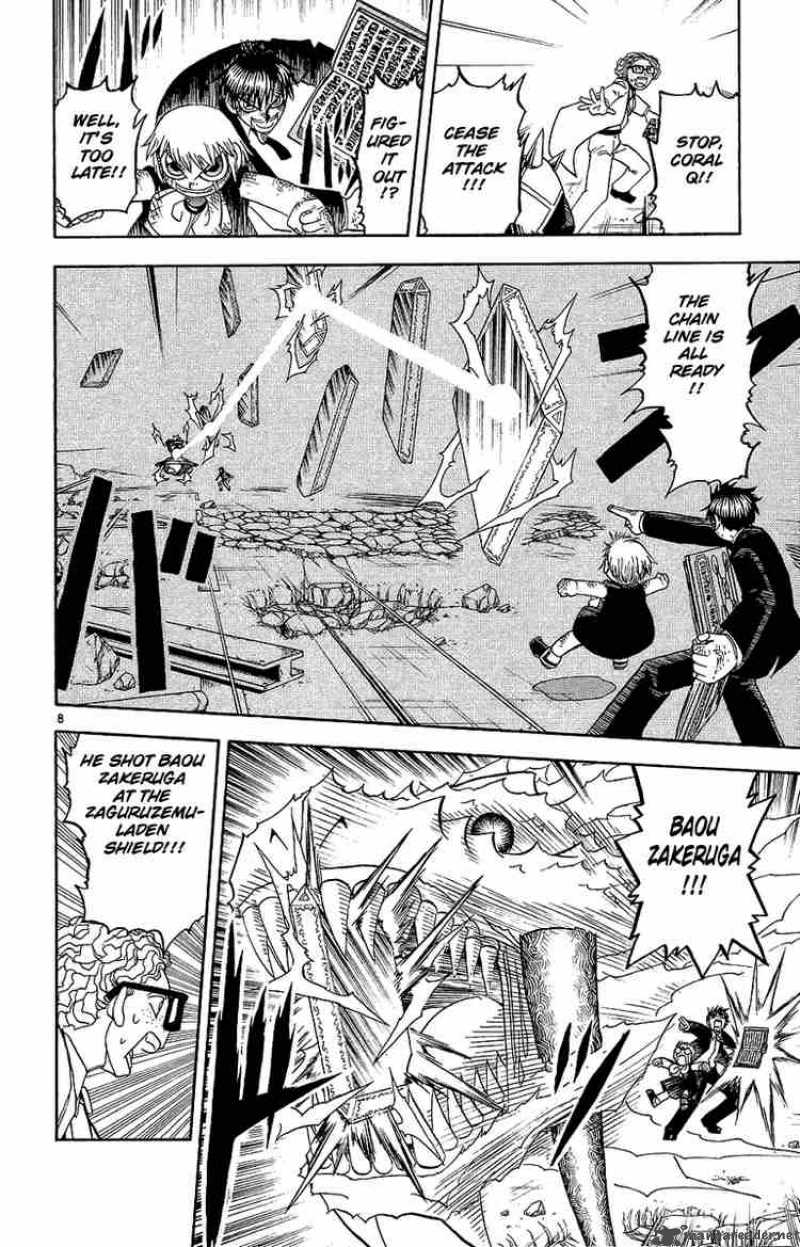 STOP,
CORAL
Q!!
CEASE
THE
ATTACK
!!!
FIG-
URED
IT
OUT
!?
WELL,
IT'S
TOO
LATE!!
THE
CHAIN
LINE IS
ALL
READY
!!
バ
8
BAOU
ZAKERUGA
!!!
HE SHOT BAOU
ZAKERUGA
AT THE
ZAGURUZEMU-
LADEN
SHIELD!!!